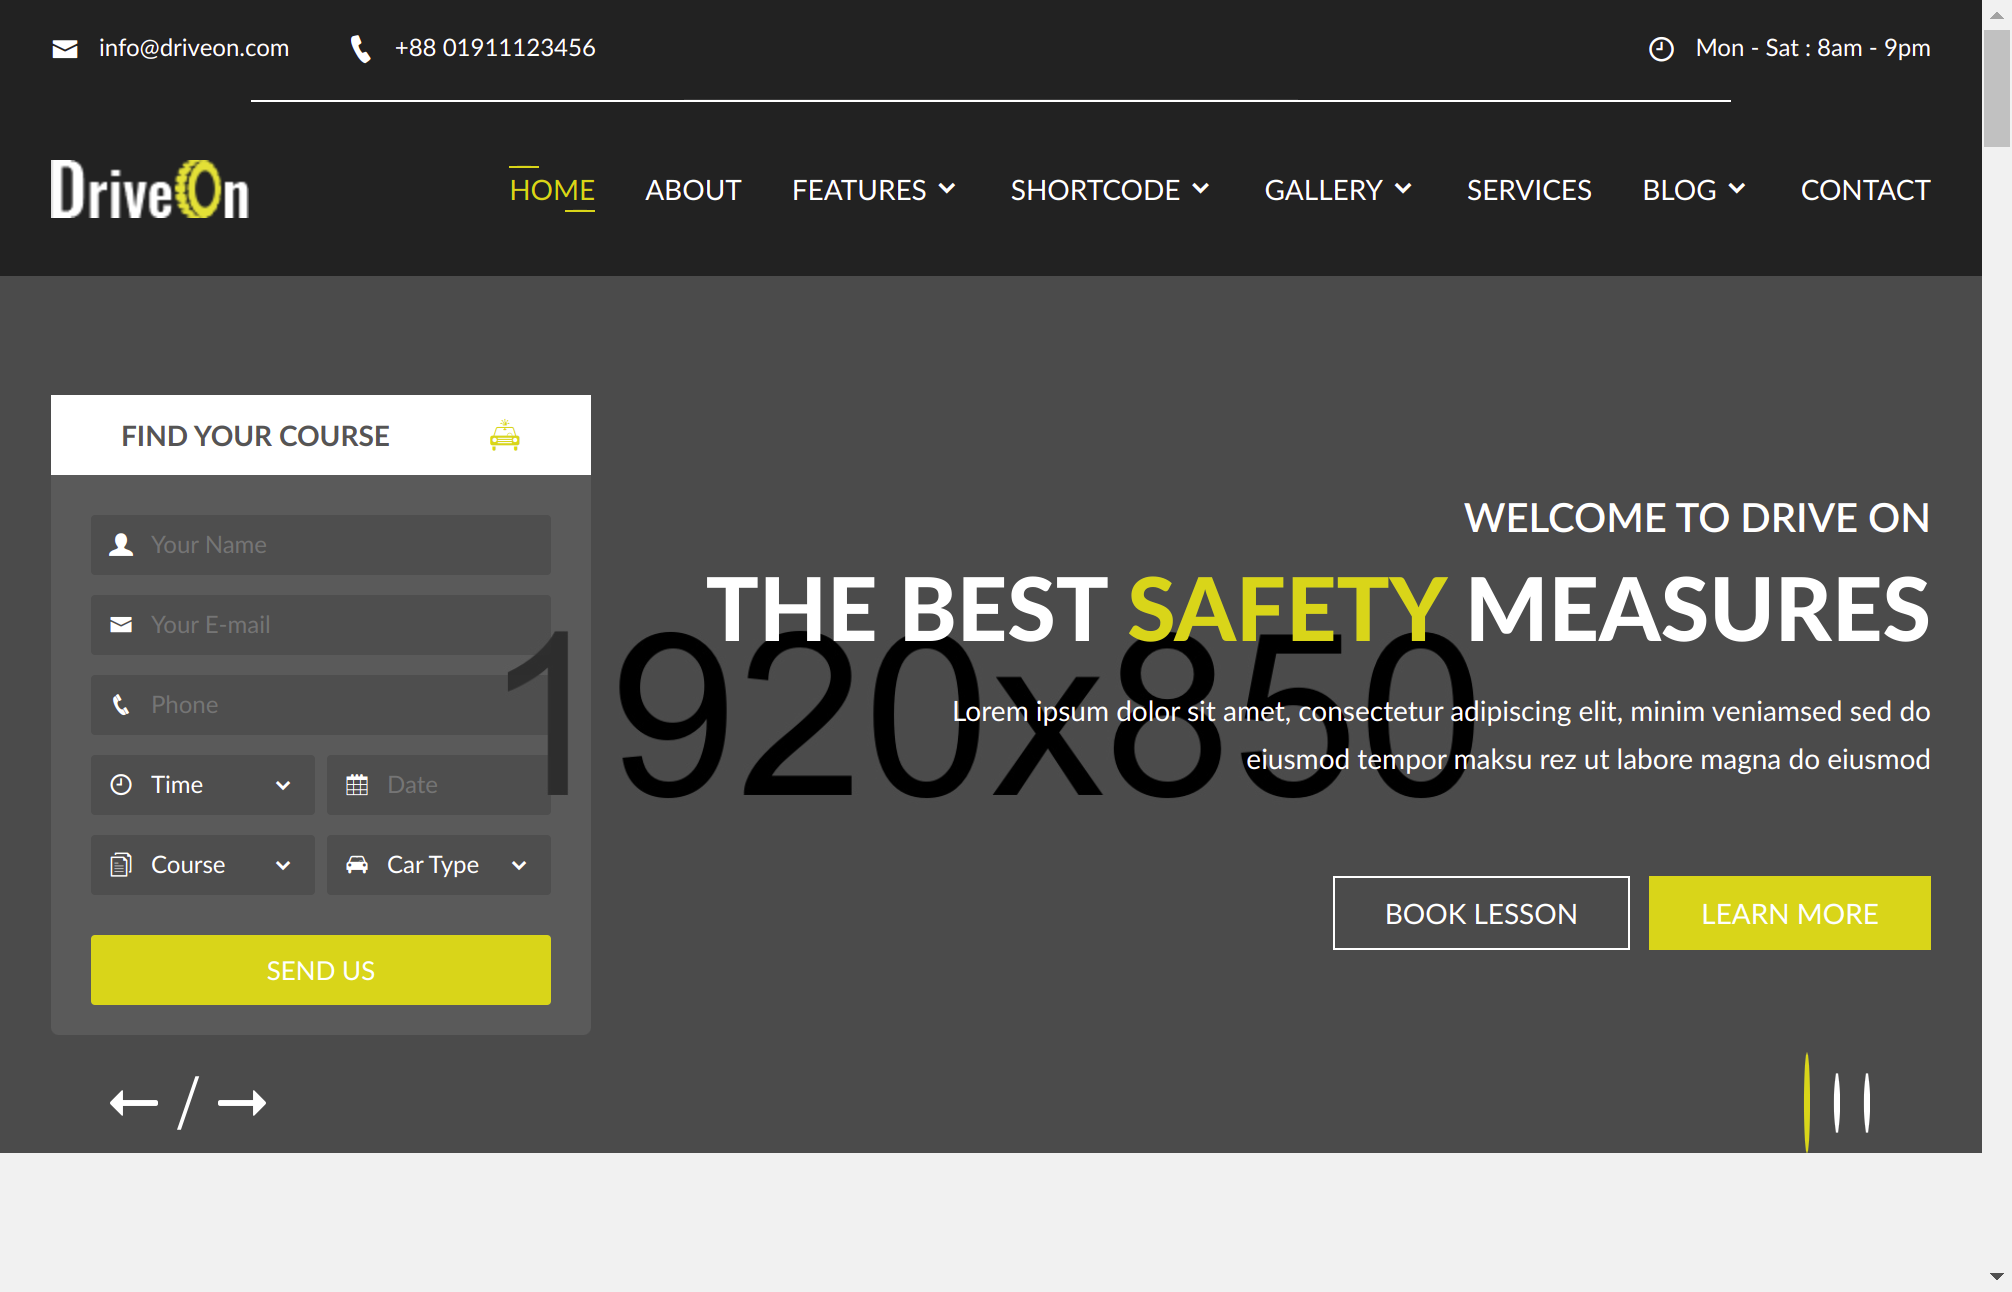 info@driveon.com
+88 01911123456
Mon - Sat : 8am - 9pm
DriveOn
HOME
ABOUT
FEATURES
SHORTCODE
GALLERY
SERVICES
BLOG
CONTACT
FIND YOUR COURSE
Your Name
Your E-mail
Phone
Time
Date
Course
Car Type
SEND US
WELCOME TO DRIVE ON
THE BEST SAFETY MEASURES
1920x850
Lorem ipsum dolor sit amet, consectetur adipiscing elit, minim veniamsed sed do
eiusmod tempor maksu rez ut labore magna do eiusmod
BOOK LESSON
LEARN MORE
/